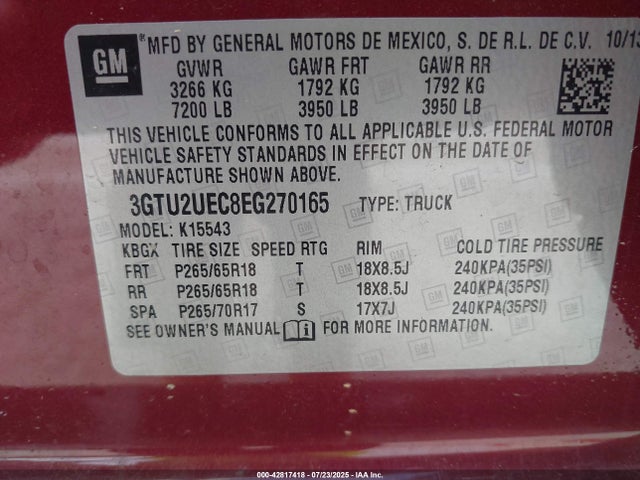 GM MFD BY GENERAL MOTORS DE MEXICO, S. DE R.L. DE C.V. 10/13
GVWR GAWR FRT GAWR RR
3266 KG 1792 KG 1792 KG
7200 LB 3950 LB 3950 LB
THIS VEHICLE CONFORMS TO ALL APPLICABLE U.S. FEDERAL MOTOR
VEHICLE SAFETY STANDARDS IN EFFECT ON THE DATE OF
MANUFACTURE SHOWN ABOVE.
3GTU2UEC8EG270165 TYPE: TRUCK
MODEL: K15543
KBGX TIRE SIZE SPEED RTG RIM COLD TIRE PRESSURE
FRT P265/65R18 T 18X8.5J 240KPA(35PSI)
RR P265/65R18 T 18X8.5J 240KPA(35PSI)
SPA P265/70R17 S 17X7J 240KPA(35PSI)
SEE OWNER'S MANUAL FOR MORE INFORMATION.
000-42817418 - 07/23/2025 - IAA Inc.